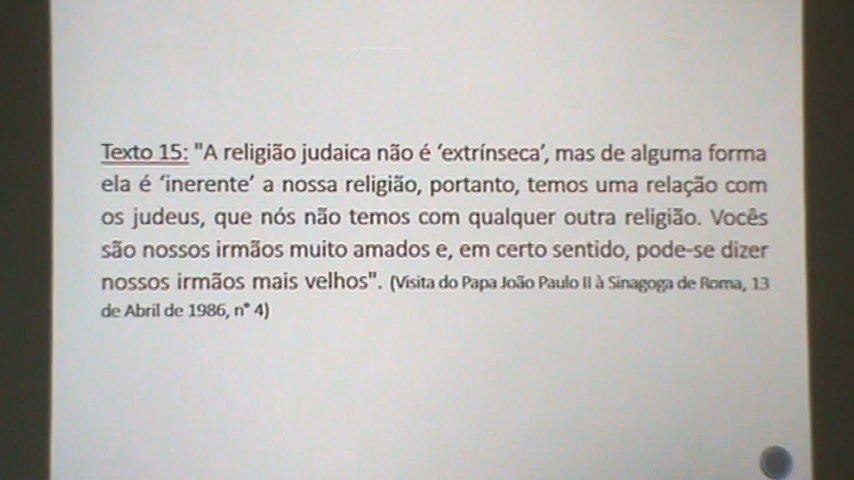 Texto 15: "A religião judaica não é ‘extrínseca’, mas de alguma forma
ela é ‘inerente’ a nossa religião, portanto, temos uma relação com
os judeus, que nós não temos com qualquer outra religião. Vocês
são nossos irmãos muito amados e, em certo sentido, pode-se dizer
nossos irmãos mais velhos". (Visita do Papa João Paulo II à Sinagoga de Roma, 13
de Abril de 1986, n° 4)